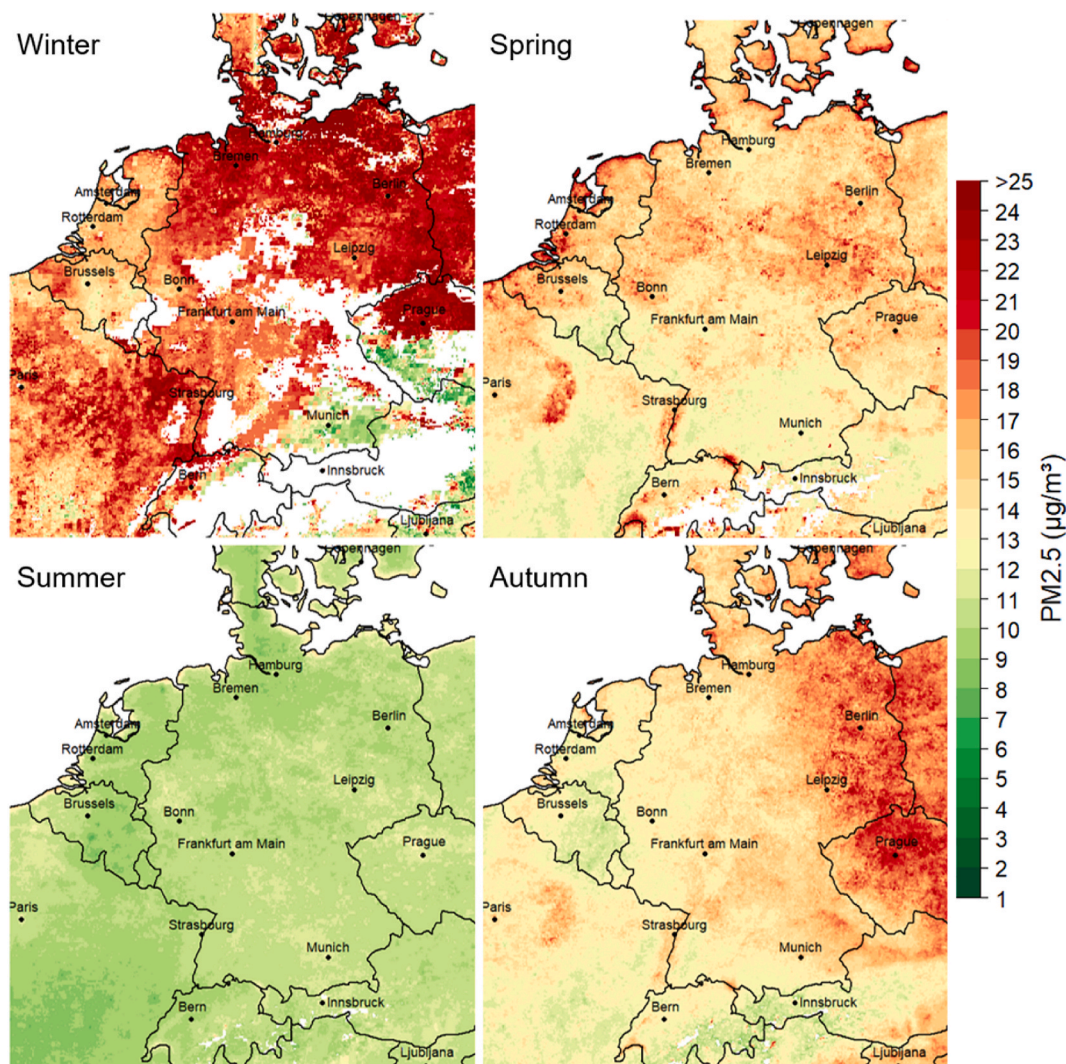 Winter
Copenhagen
Hamburg
Bremen
Berlin
Amsterdam
Rotterdam
Leipzig
Brussels
Bonn
Prague
Frankfurt am Main
Paris
Strasbourg
Munich
Bern
Innsbruck
Ljubljana
Spring
Copenhagen
Hamburg
Bremen
Berlin
Amsterdam
Rotterdam
Leipzig
Brussels
Bonn
Frankfurt am Main
Prague
Paris
Strasbourg
Munich
Bern
Innsbruck
Ljubljana
Summer
Copenhagen
Hamburg
Bremen
Berlin
Amsterdam
Rotterdam
Leipzig
Brussels
Bonn
Frankfurt am Main
Prague
Paris
Strasbourg
Munich
Bern
Innsbruck
Ljubljana
Autumn
Copenhagen
Hamburg
Bremen
Berlin
Amsterdam
Rotterdam
Leipzig
Brussels
Bonn
Frankfurt am Main
Prague
Paris
Strasbourg
Munich
Bern
Innsbruck
Ljubljana
>25
24
23
22
21
20
19
18
17
16
15
14
13
12
11
10
9
8
7
6
5
4
3
2
1
PM2.5 (µg/m³)